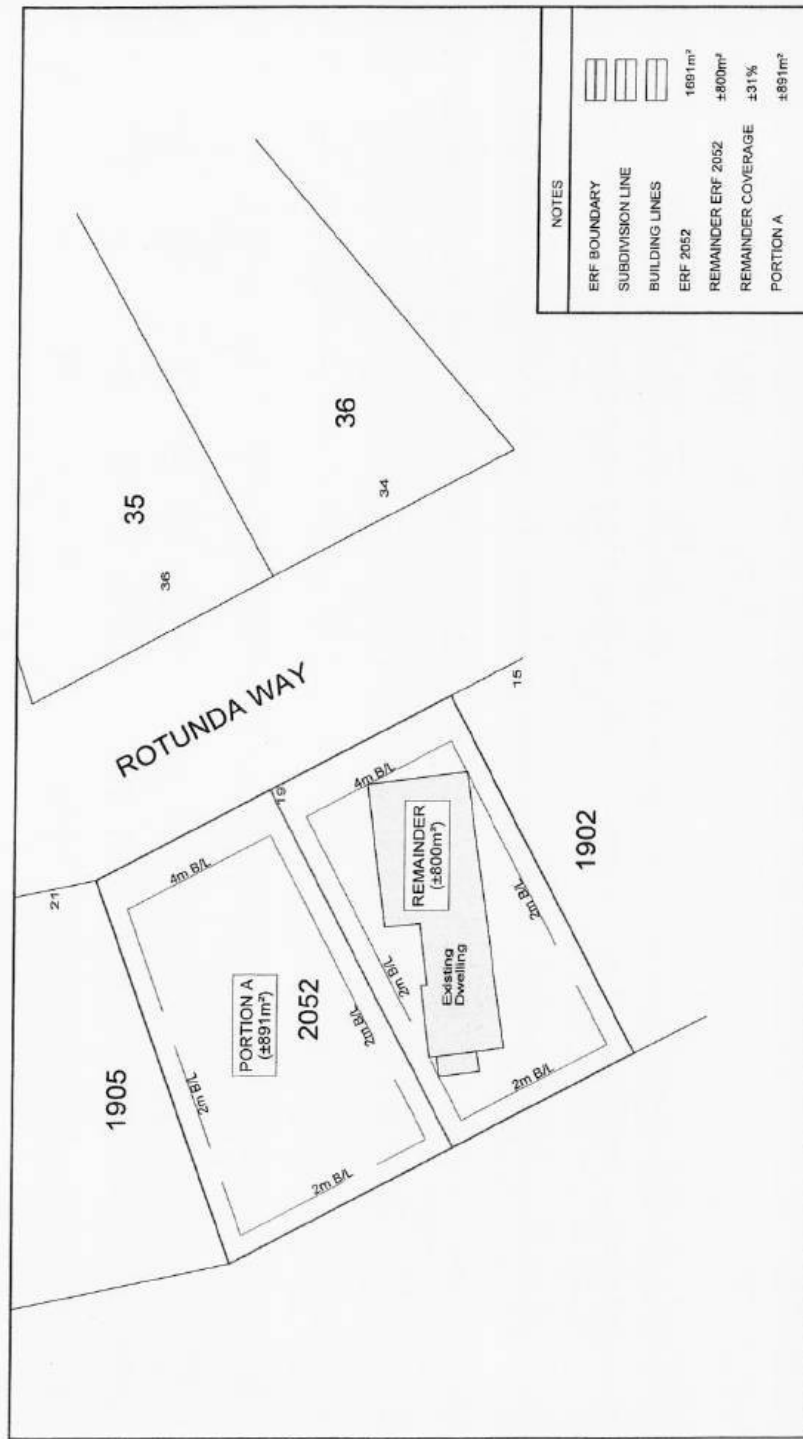 35
36
36
34
ROTUNDA WAY
21
4m B/L
19
4m B/L
15
PORTION A
(±891m²)
2052
REMAINDER
(±800m²)
1905
2m B/L
2m B/L
2m B/L
Existing
Dwelling
2m B/L
1902
2m B/L
2m B/L
NOTES
ERF BOUNDARY
SUBDIVISION LINE
BUILDING LINES
ERF 2052 1691m²
REMAINDER ERF 2052 ±800m²
REMAINDER COVERAGE ±31%
PORTION A ±891m²